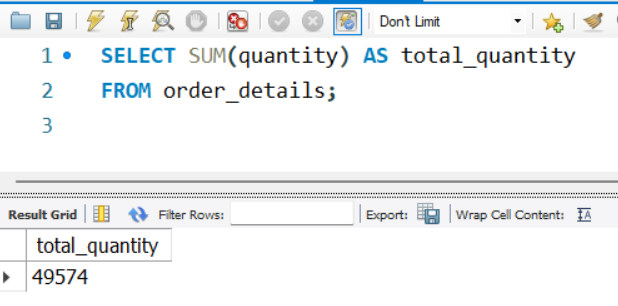 Don't Limit
1 SELECT SUM(quantity) AS total_quantity
2 FROM order_details;
3
Result Grid Filter Rows: Export: Wrap Cell Content:
total_quantity
49574